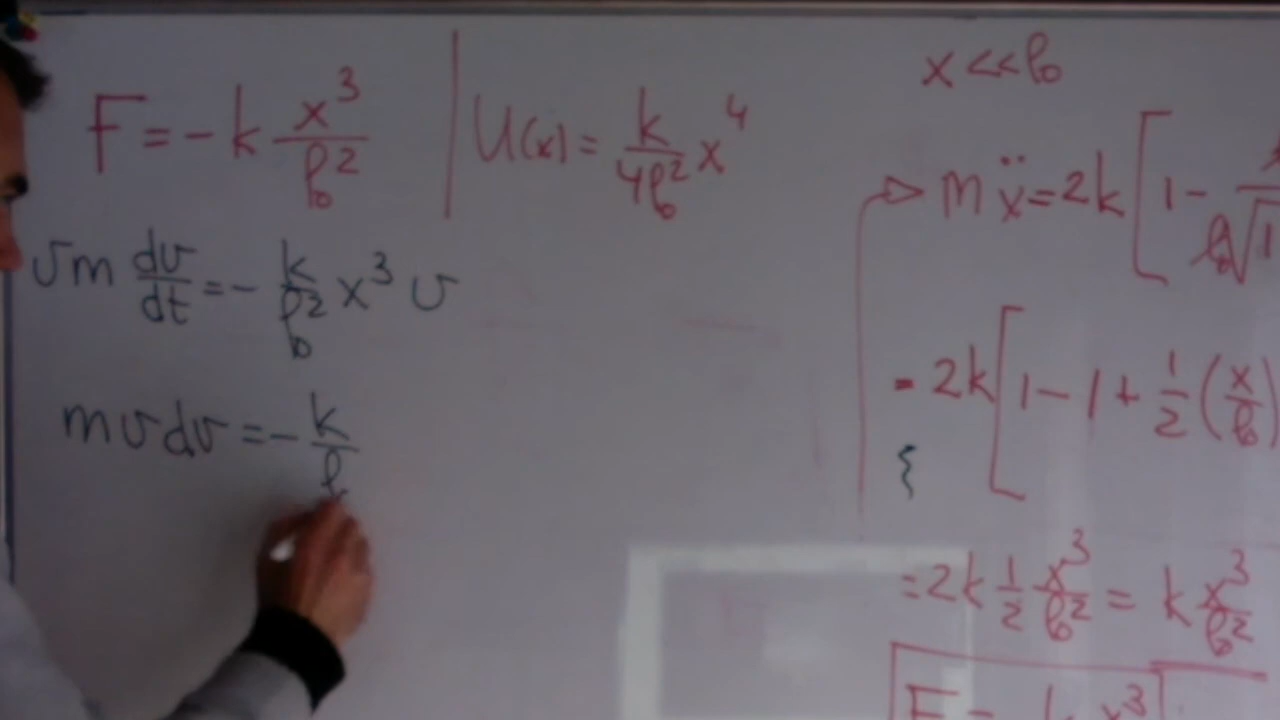 F = -k x³/l₀² | U(x) = k/4l₀² x⁴
v m dv/dt = - k/l₀² x³ v
m v dv = - k/l
x << l₀
m ẍ = 2k [ 1 -
= 2k [ 1 - 1 + 1/2 ( x/l₀ )
{
= 2k 1/2 x³/l₀² = k x³/l₀²